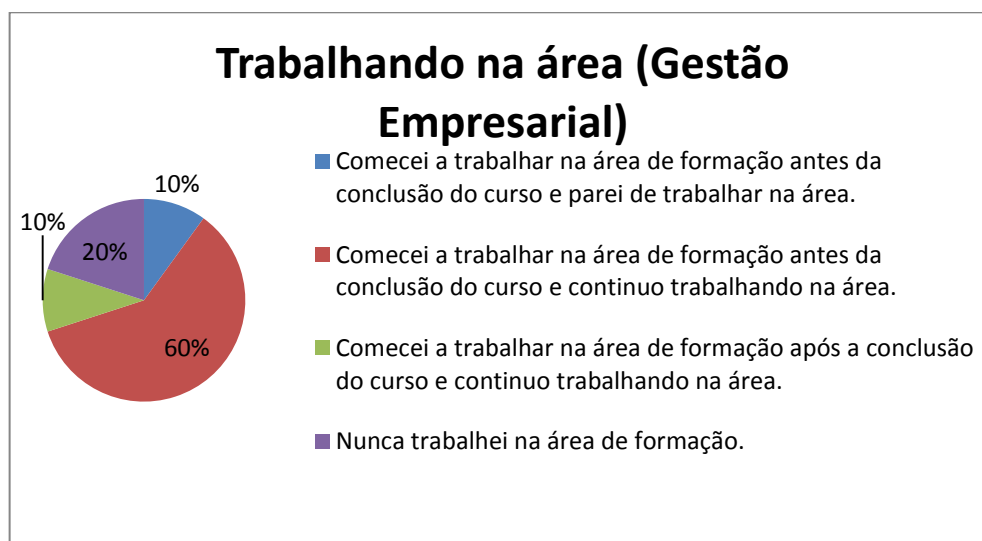 Trabalhando na área (Gestão
Empresarial)
10%
10%
20%
60%
Comecei a trabalhar na área de formação antes da
conclusão do curso e parei de trabalhar na área.
Comecei a trabalhar na área de formação antes da
conclusão do curso e continuo trabalhando na área.
Comecei a trabalhar na área de formação após a conclusão
do curso e continuo trabalhando na área.
Nunca trabalhei na área de formação.